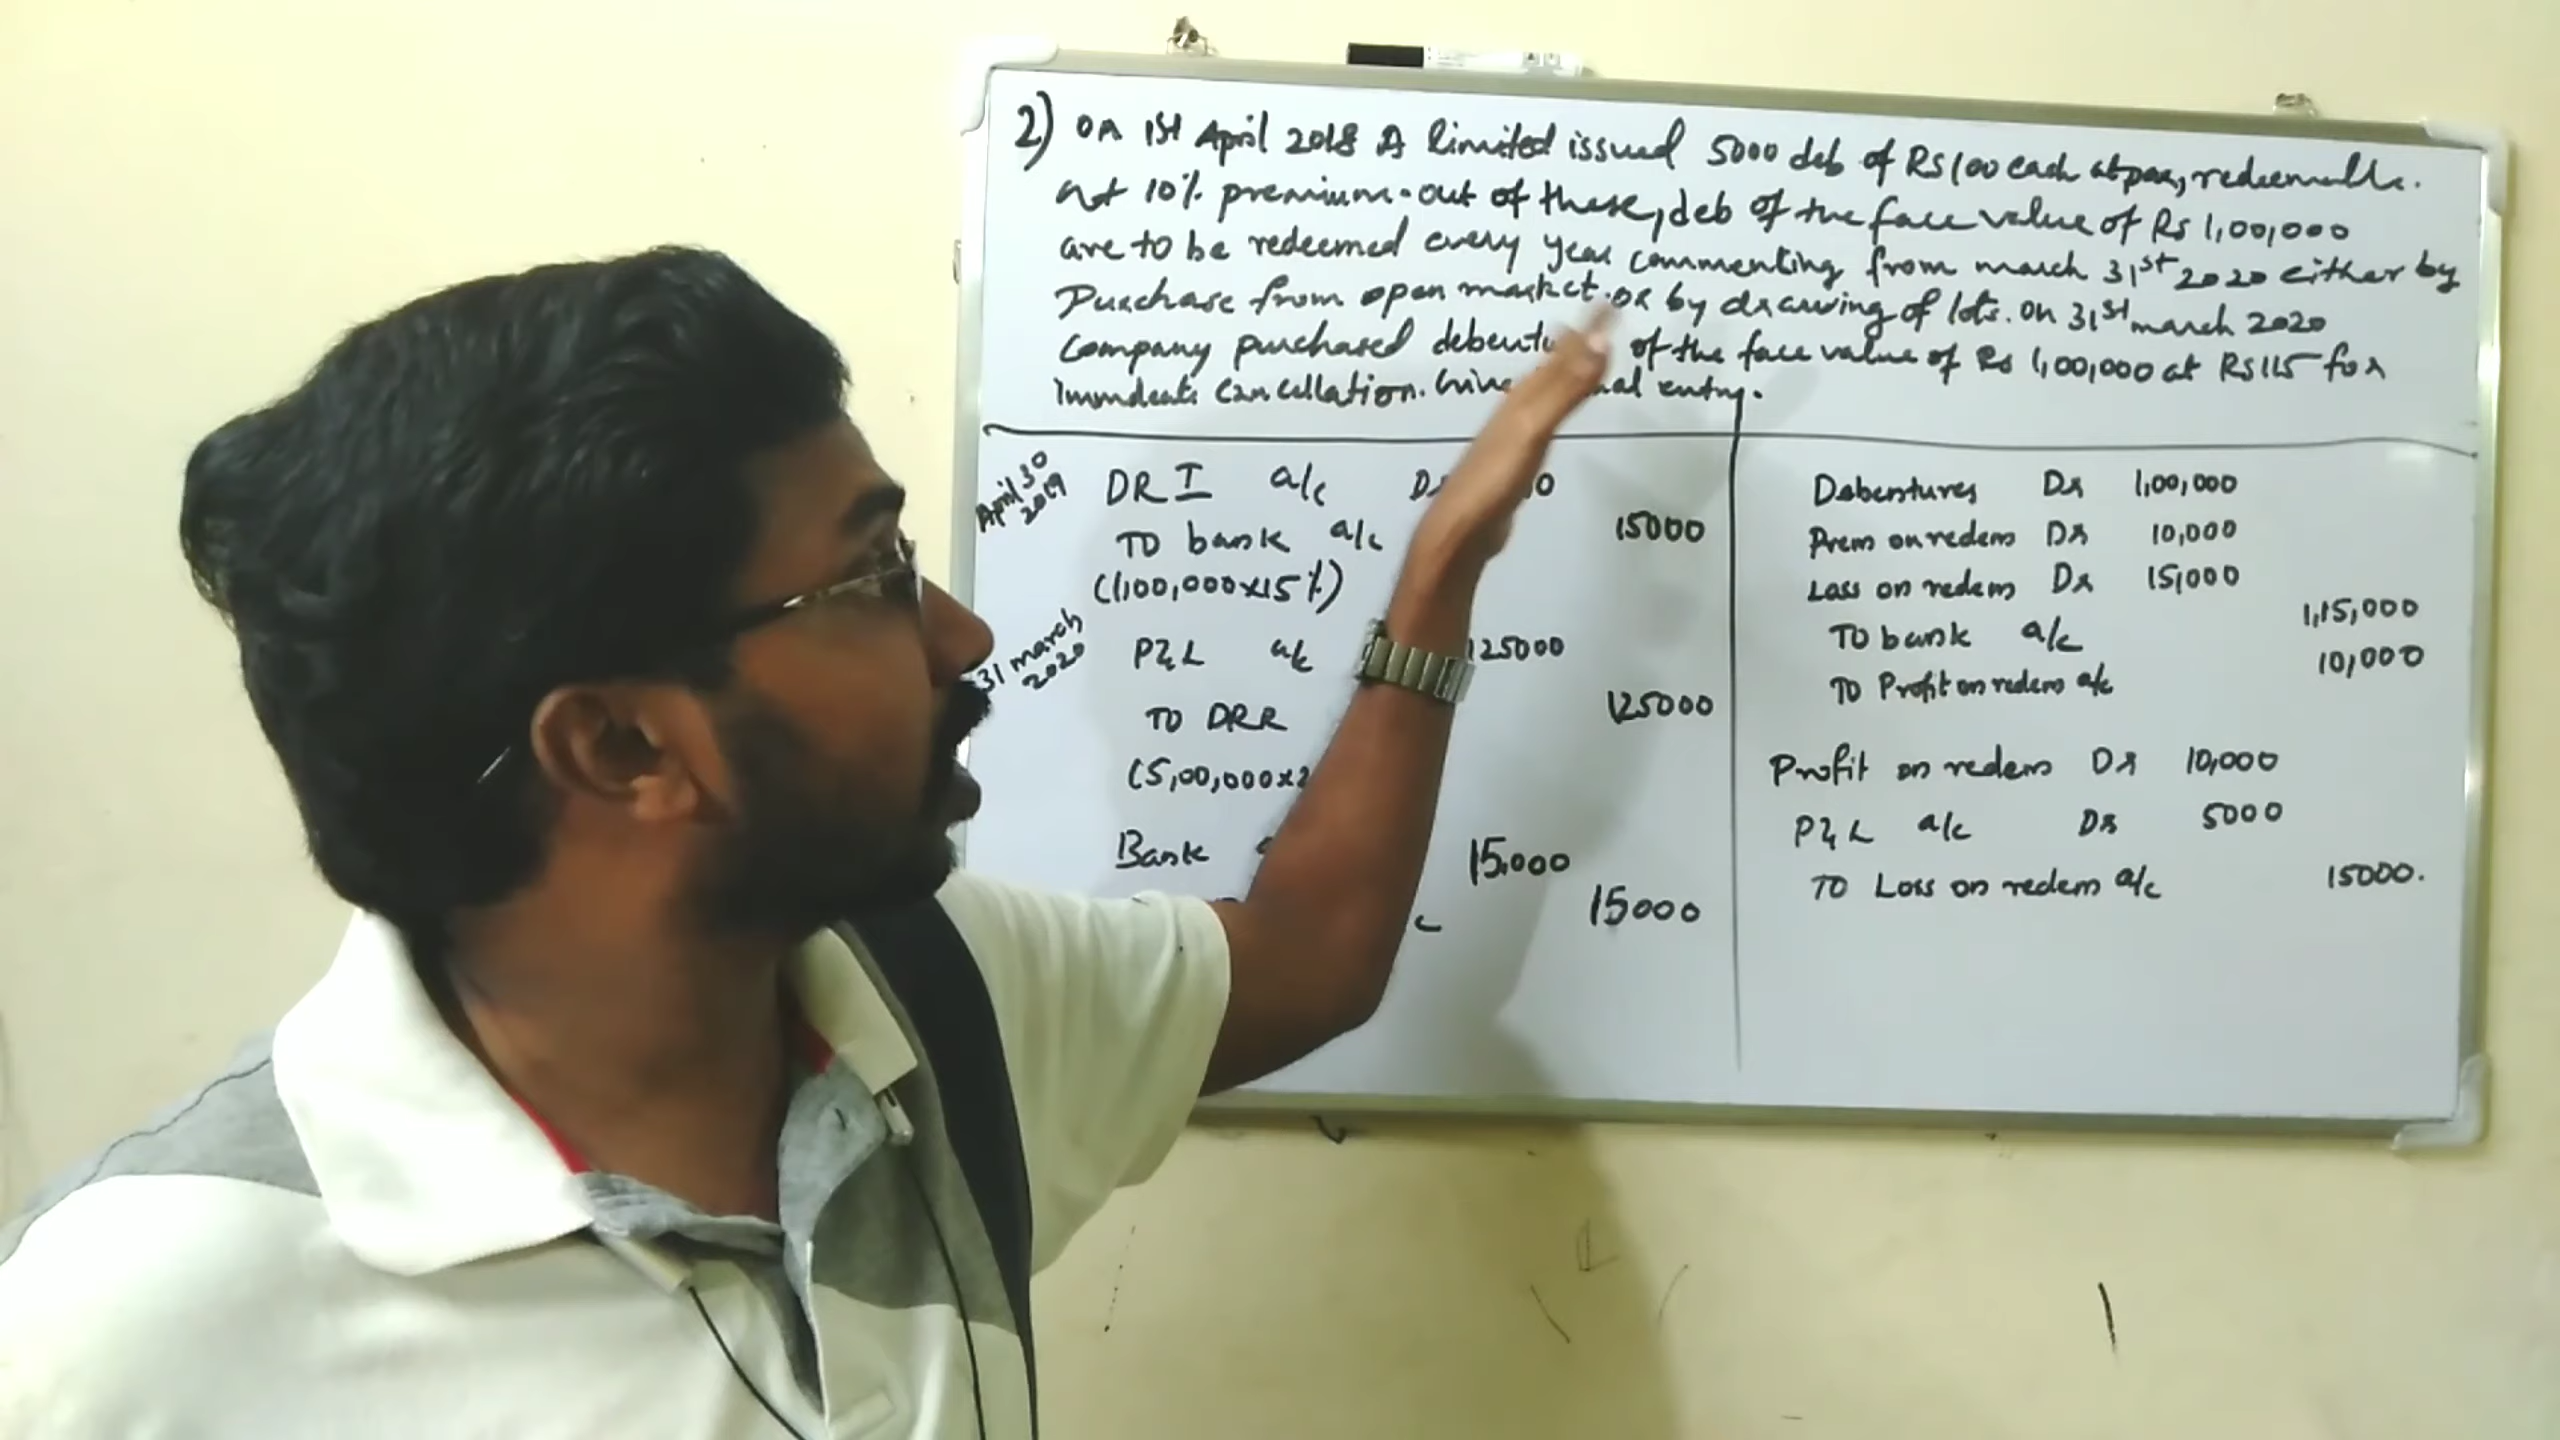 2) On 1st April 2018 A limited issued 5000 deb of Rs 100 each at par, redeemable.
at 10% premium. out of these, deb of the face value of Rs 1,00,000
are to be redeemed every year commenting from march 31st 2020 either by
Purchase from open market or by drawing of lots. On 31st march 2020
Company purchased of the face value of Rs 1,00,000 at Rs 115 for
Immdeate Cancellation. entry.
April 30
2019
DRI a/c
TO bank a/c 15000
(1,00,000x15%)
31 march
2020
P&L a/c 125000
TO DRR 125000
(5,00,000x2
Bank 15,000
15000
Debentures Dr 1,00,000
Prem on redem Dr 10,000
Loss on redem Dr 15,000
TO bank a/c 1,15,000
TO Profit on redem a/c 10,000
Profit on redem Dr 10,000
P&L a/c Dr 5000
TO Loss on redem a/c 15000.